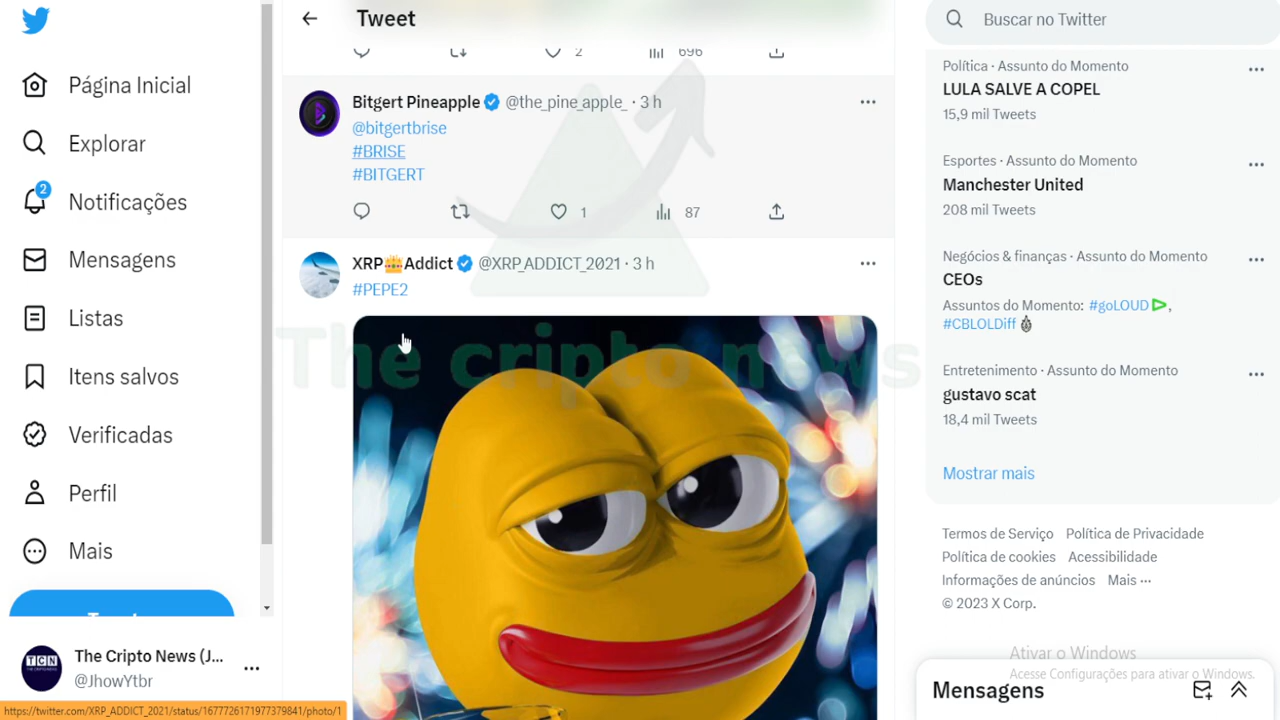 Tweet
Buscar no Twitter
Página Inicial
Explorar
2
Notificações
Mensagens
Listas
Itens salvos
Verificadas
Perfil
Mais
The Cripto News (J...
@JhowYtbr
TCN
https://twitter.com/XRP_ADDICT_2021/status/1677726171977379841/photo/1
2
696
Bitgert Pineapple @the_pine_apple_ · 3 h
@bitgertbrise
#BRISE
#BITGERT
1
87
XRP Addict @XRP_ADDICT_2021 · 3 h
#PEPE2
The cripto news
Política · Assunto do Momento
LULA SALVE A COPEL
15,9 mil Tweets
Esportes · Assunto do Momento
Manchester United
208 mil Tweets
Negócios & finanças · Assunto do Momento
CEOs
Assuntos do Momento: #goLOUD,
#CBLOLDiff
Entretenimento · Assunto do Momento
gustavo scat
18,4 mil Tweets
Mostrar mais
Termos de Serviço Política de Privacidade
Política de cookies Acessibilidade
Informações de anúncios Mais ···
© 2023 X Corp.
Ativar o Windows
Acesse Configurações para ativar o Windows.
Mensagens